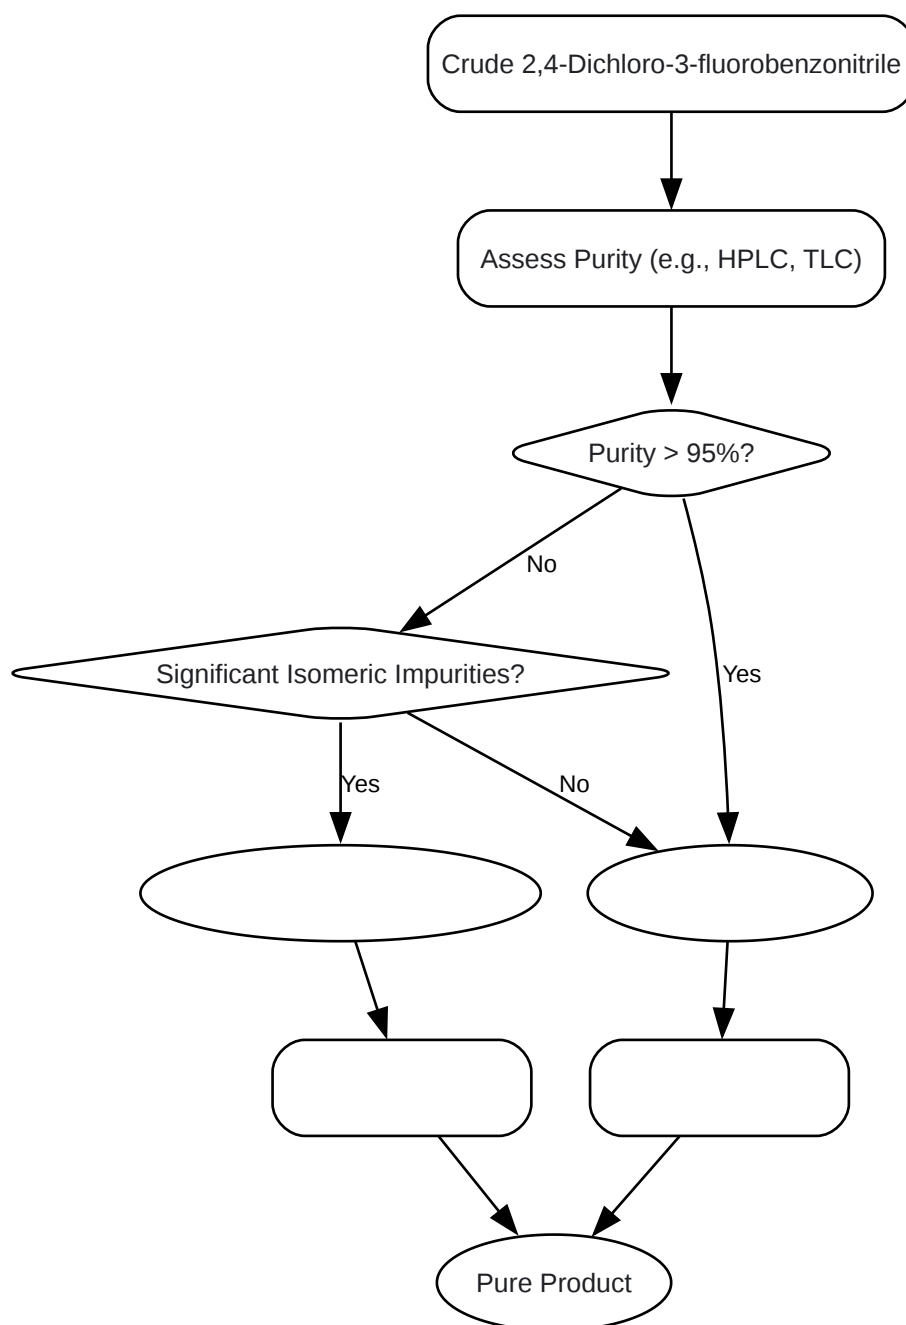 Crude 2,4-Dichloro-3-fluorobenzonitrile
Assess Purity (e.g., HPLC, TLC)
Purity > 95%?
No
Significant Isomeric Impurities?
Yes
Yes
No
Pure Product